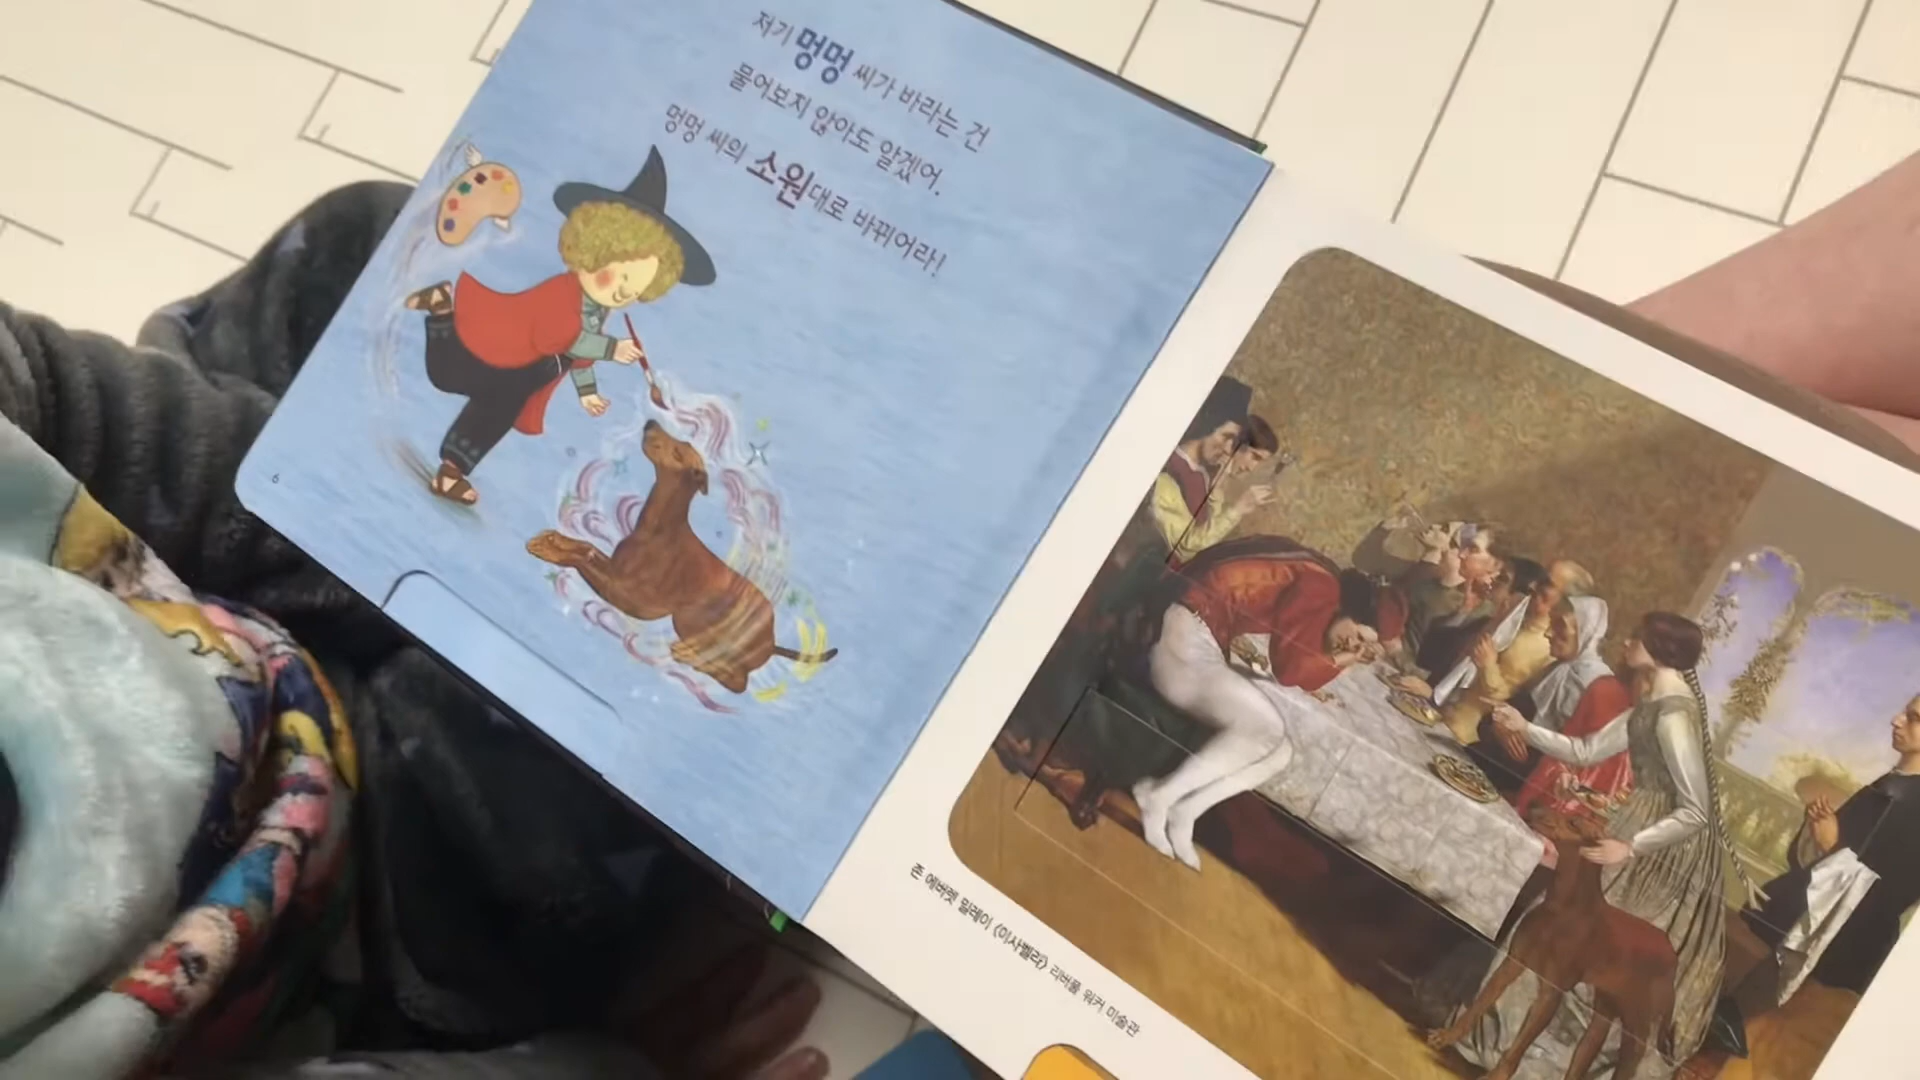 저기 멍멍 씨가 바라는 건
물어보지 않아도 알겠어.
멍멍 씨의 소원대로 바뀌어라!
6
존 에버렛 밀레이 《이사벨라》 리버풀 워커 미술관